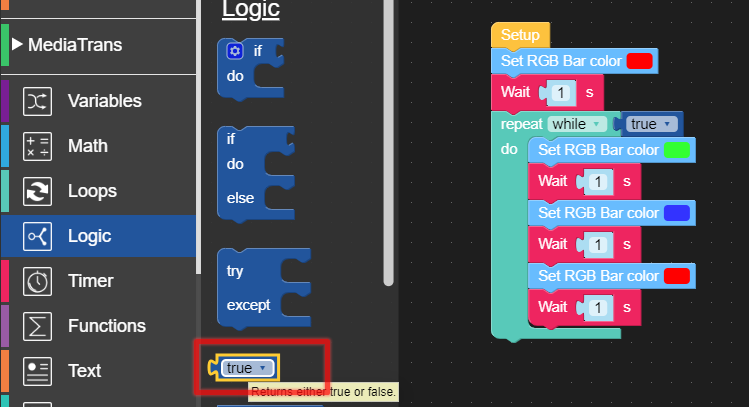 MediaTrans
Variables
Math
Loops
Logic
Timer
Functions
Text
Logic
if
do
if
do
else
try
except
true
Returns either true or false.
Setup
Set RGB Bar color
Wait 1 s
repeat while true
do
Set RGB Bar color
Wait 1 s
Set RGB Bar color
Wait 1 s
Set RGB Bar color
Wait 1 s